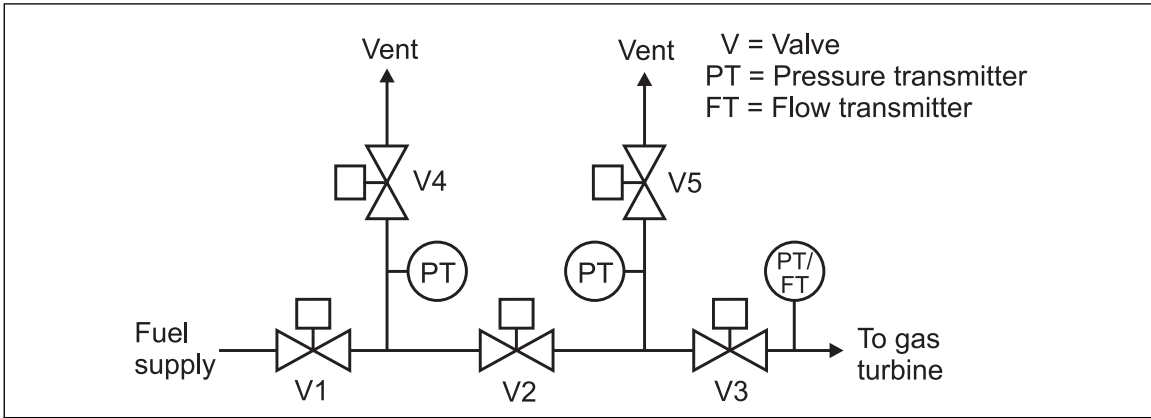 Vent
Vent
V = Valve
PT = Pressure transmitter
FT = Flow transmitter
V4
V5
PT
PT
PT/
FT
Fuel
supply
V1
V2
V3
To gas
turbine